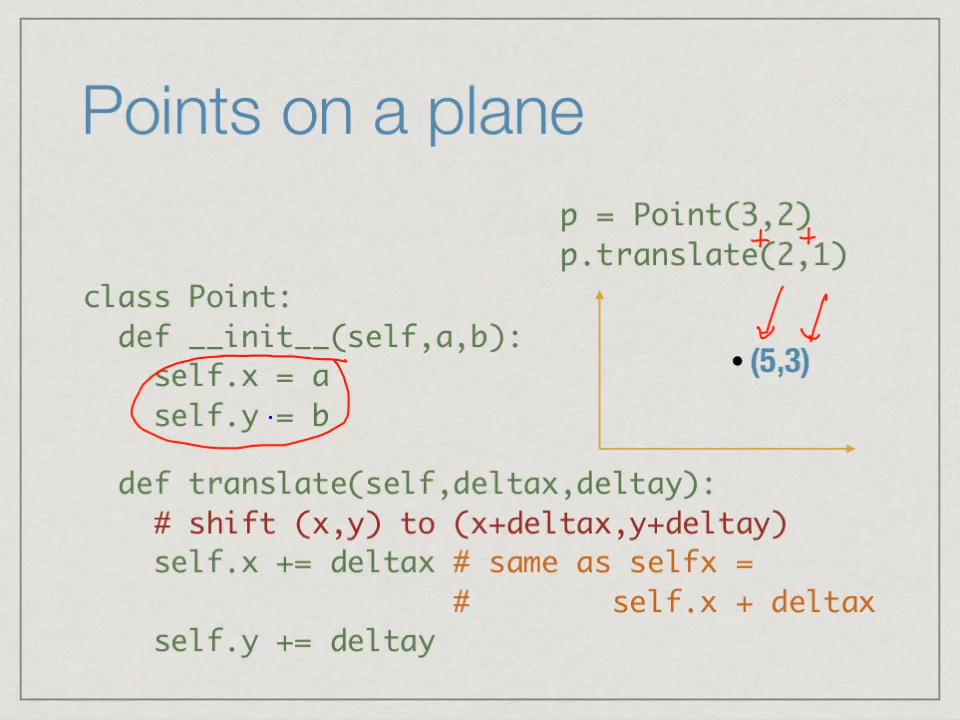 Points on a plane
p = Point(3,2)
+ +
p.translate(2,1)
(5,3)
class Point:
def __init__(self,a,b):
self.x = a
self.y = b
def translate(self,deltax,deltay):
# shift (x,y) to (x+deltax,y+deltay)
self.x += deltax # same as selfx =
# self.x + deltax
self.y += deltay